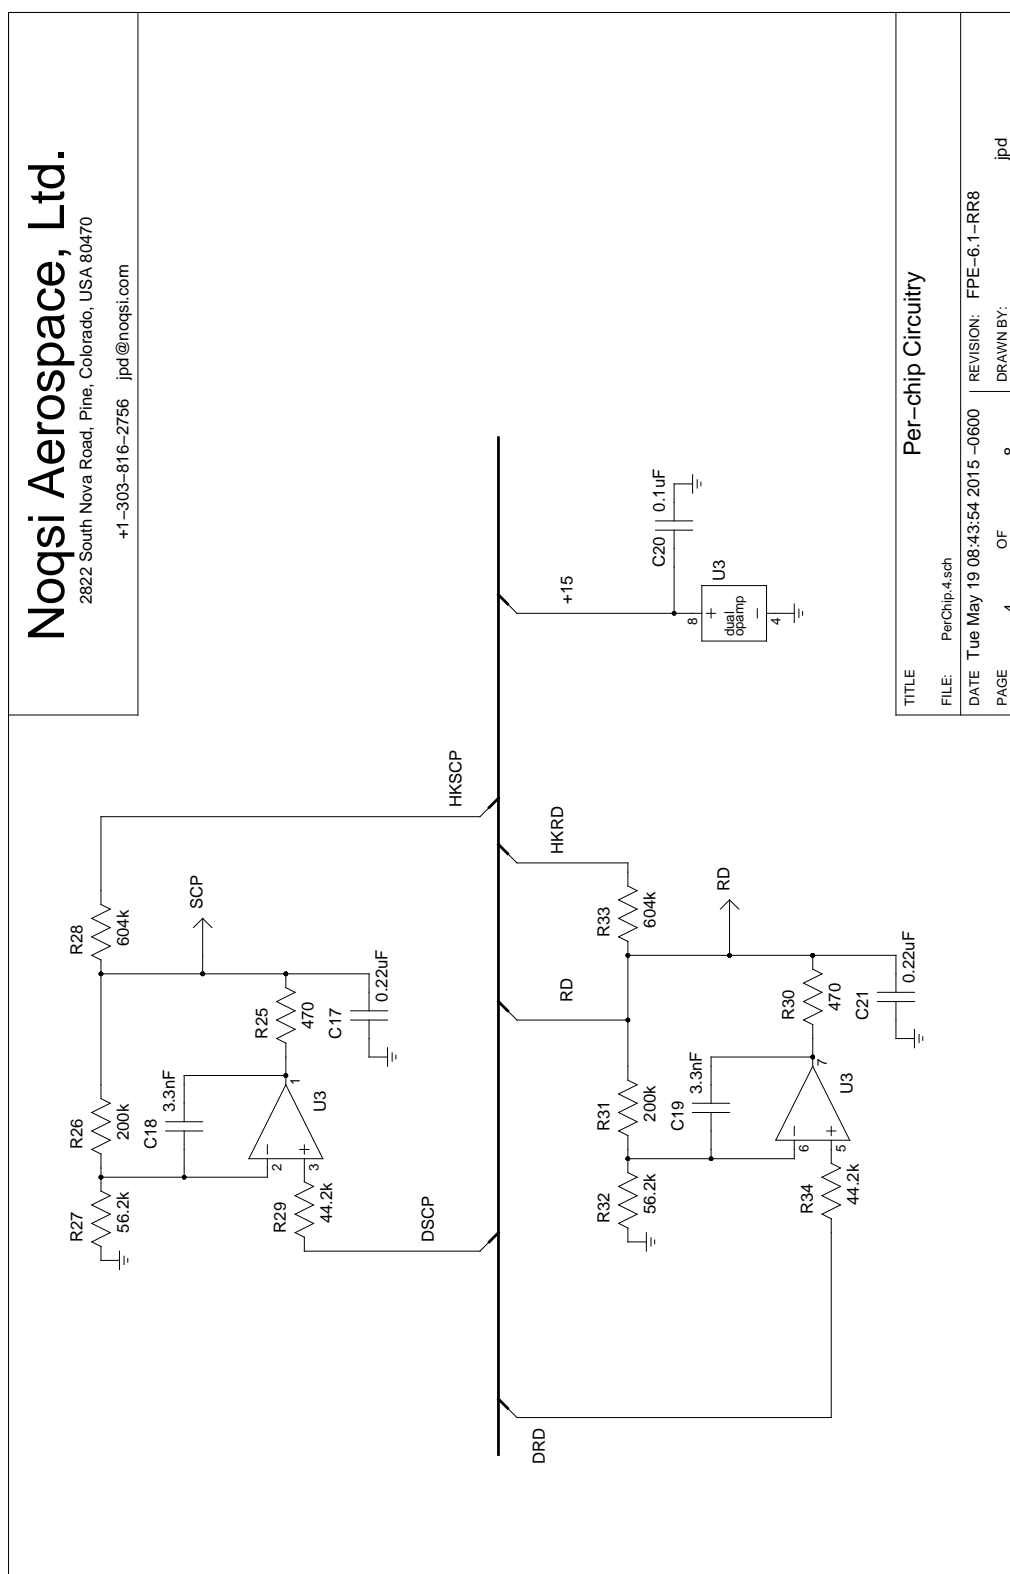 Noqsi Aerospace, Ltd.
2822 South Nova Road, Pine, Colorado, USA 80470
+1−303−816−2756 jpd@noqsi.com
R27
56.2k
R26
200k
R28
604k
C18
3.3nF
SCP
2
3
1
U3
R25
470
R29
44.2k
C17
0.22uF
DSCP
HKSCP
DRD
RD
HKRD
+15
R32
56.2k
R31
200k
R33
604k
C19
3.3nF
RD
6
5
7
U3
R30
470
R34
44.2k
C21
0.22uF
C20
0.1uF
U3
8
+
dual
opamp
−
4
TITLE
Per−chip Circuitry
FILE: PerChip.4.sch
DATE Tue May 19 08:43:54 2015 −0600
REVISION: FPE−6.1−RR8
PAGE OF
DRAWN BY: jpd